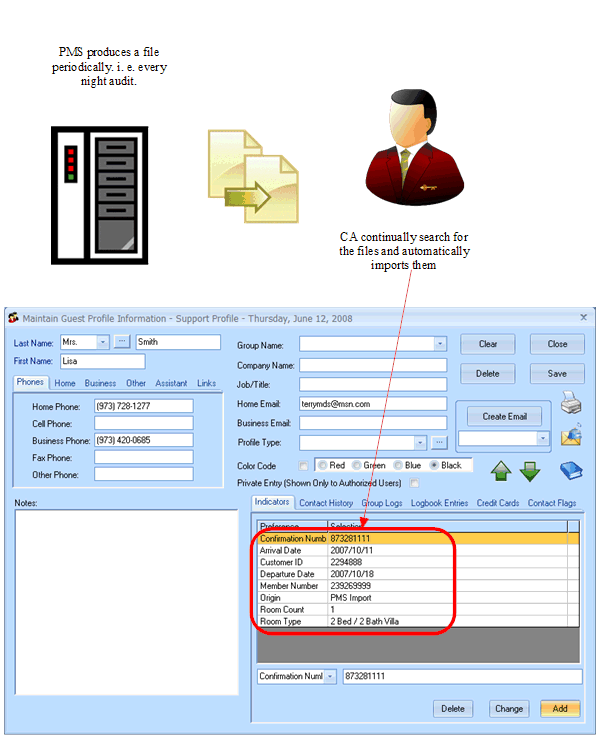 PMS produces a file
periodically. i. e. every
night audit.
CA continually search for
the files and automatically
imports them
Maintain Guest Profile Information - Support Profile - Thursday, June 12, 2008
Last Name: Mrs. ... Smith
First Name: Lisa
Phones Home Business Other Assistant Links
Home Phone: (973) 728-1277
Cell Phone:
Business Phone: (973) 420-0685
Fax Phone:
Other Phone:
Group Name:
Company Name:
Job/Title:
Home Email: terrymds@msn.com
Business Email:
Profile Type: ...
Color Code Red Green Blue Black
Private Entry (Shown Only to Authorized Users)
Clear Close
Delete Save
Create Email
Notes:
Indicators Contact History Group Logs Logbook Entries Credit Cards Contact Flags
Preference Selection
Confirmation Numb 873281111
Arrival Date 2007/10/11
Customer ID 2294888
Departure Date 2007/10/18
Member Number 239269999
Origin PMS Import
Room Count 1
Room Type 2 Bed / 2 Bath Villa
Confirmation Numl 873281111
Delete Change Add